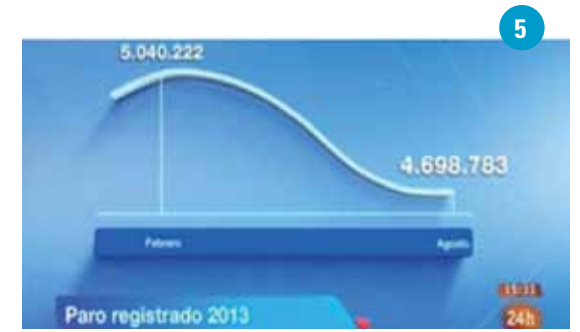 5
5.040.222
4.698.783
Febrero Agosto
Paro registrado 2013
24h